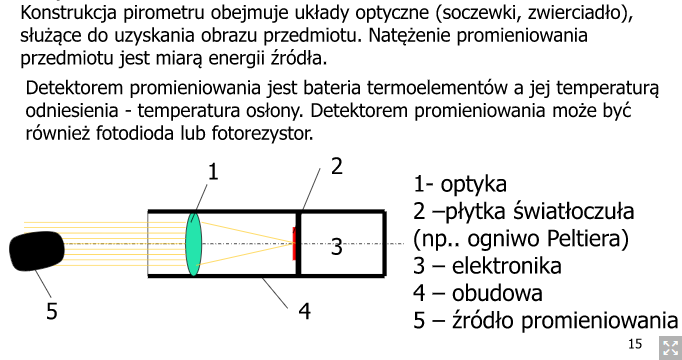 Konstrukcja pirometru obejmuje układy optyczne (soczewki, zwierciadło),
służące do uzyskania obrazu przedmiotu. Natężenie promieniowania
przedmiotu jest miarą energii źródła.
Detektorem promieniowania jest bateria termoelementów a jej temperaturą
odniesienia - temperatura osłony. Detektorem promieniowania może być
również fotodioda lub fotorezystor.
1
2
3
4
5
1- optyka
2 –płytka światłoczuła
(np.. ogniwo Peltiera)
3 – elektronika
4 – obudowa
5 – źródło promieniowania
15